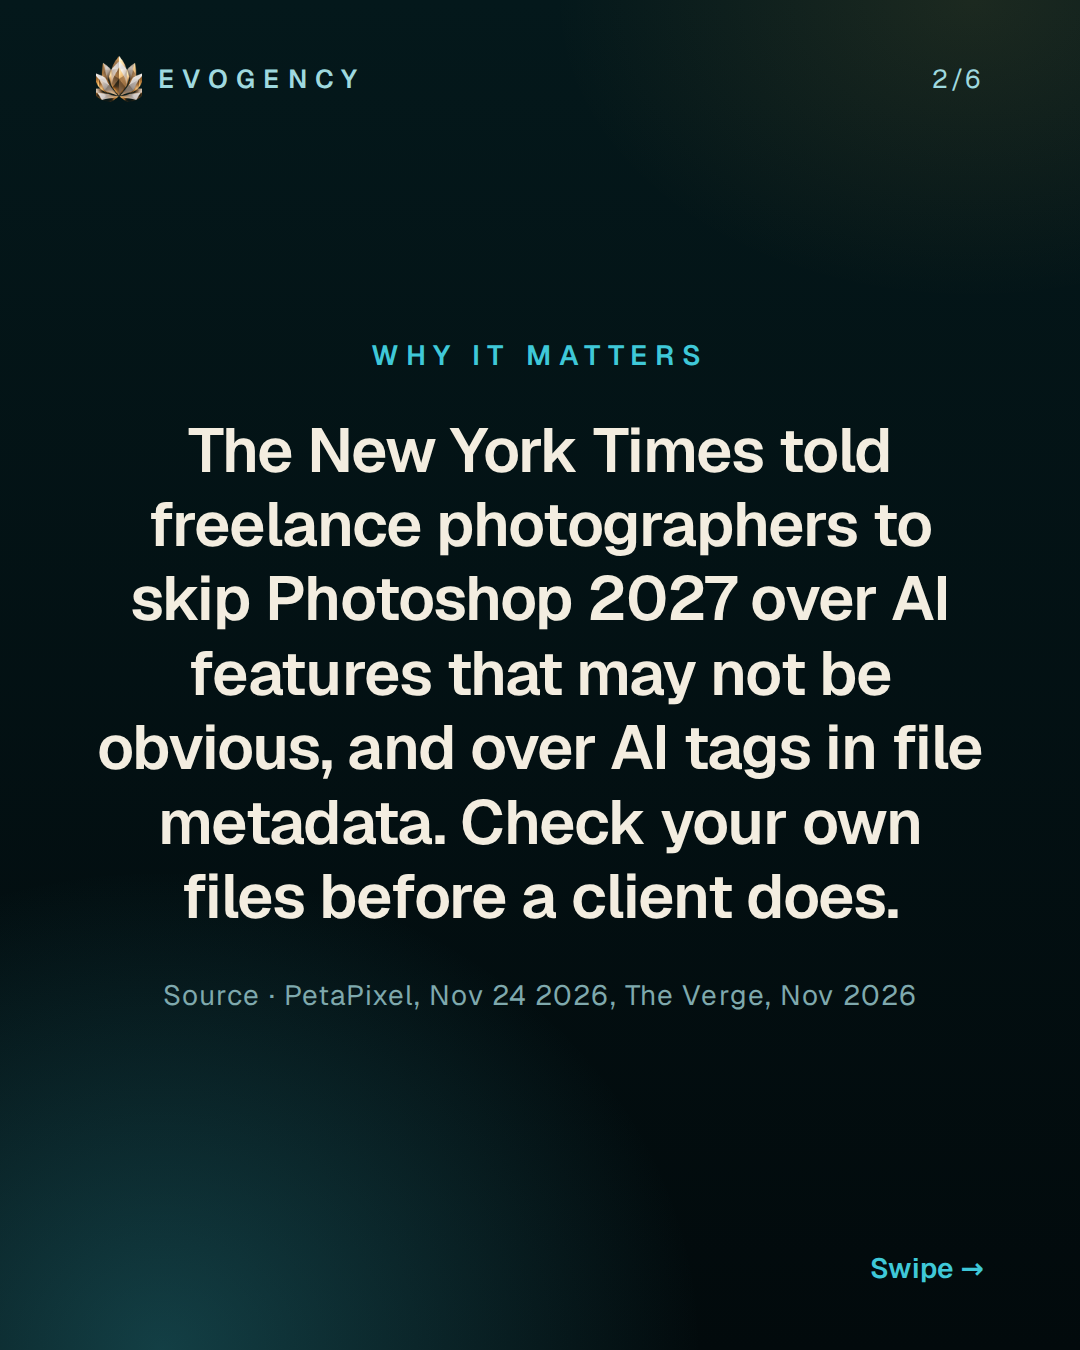 EVOGENCY
2/6
WHY IT MATTERS
The New York Times told
freelance photographers to
skip Photoshop 2027 over AI
features that may not be
obvious, and over AI tags in file
metadata. Check your own
files before a client does.
Source · PetaPixel, Nov 24 2026, The Verge, Nov 2026
Swipe →